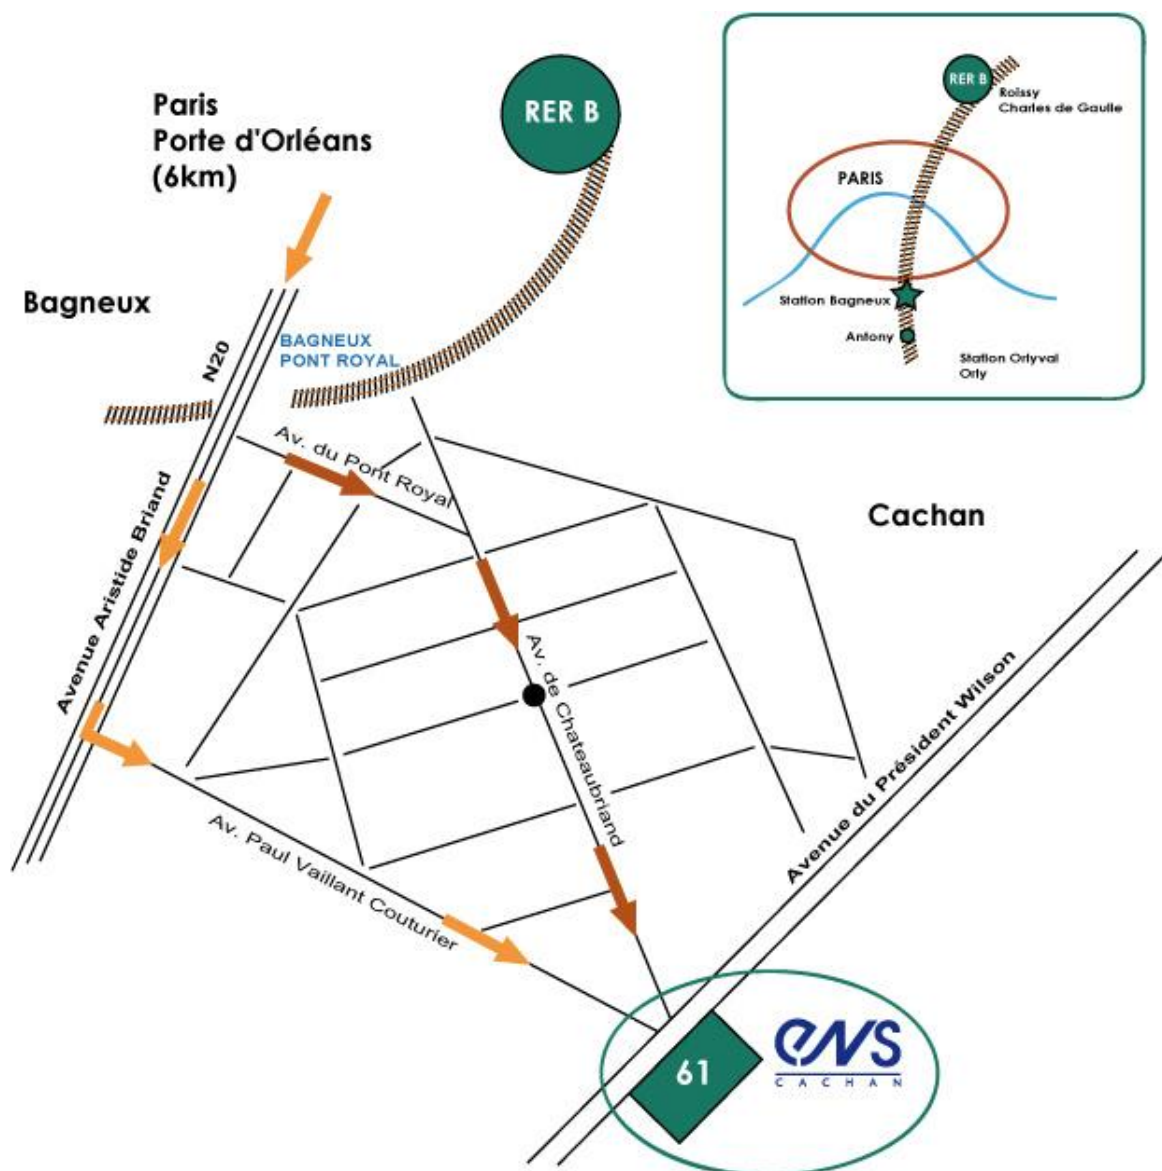 Paris
Porte d'Orléans
(6km)
RER B
RER B
Roissy
Charles de Gaulle
PARIS
Station Bagneux
Antony
Station Orlyval
Orly
Bagneux
N20
BAGNEUX
PONT ROYAL
Av. du Pont Royal
Cachan
Avenue Aristide Briand
Av. de Chateaubriand
Avenue du Président Wilson
Av. Paul Vaillant Couturier
61
ens
CACHAN